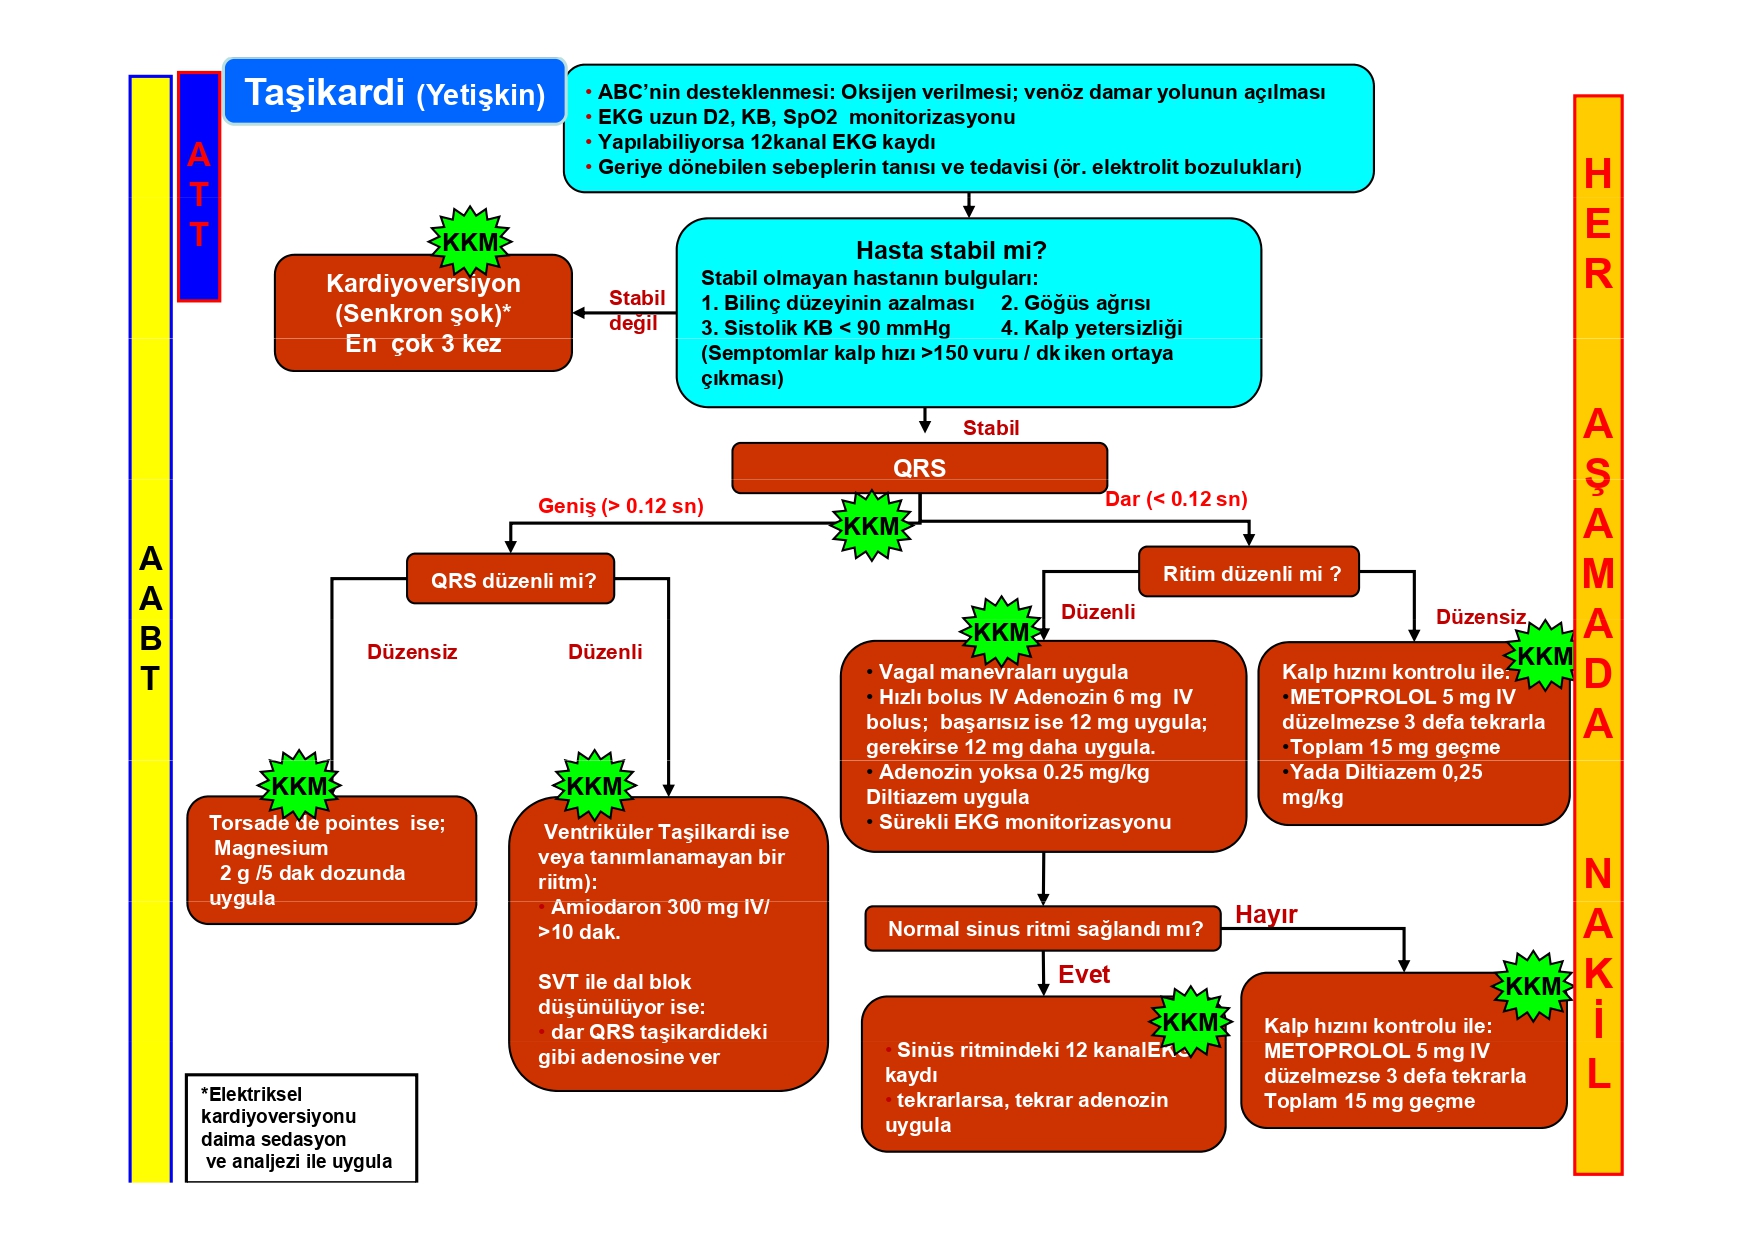 Taşikardi (Yetişkin)
• ABC’nin desteklenmesi: Oksijen verilmesi; venöz damar yolunun açılması
• EKG uzun D2, KB, SpO2 monitorizasyonu
• Yapılabiliyorsa 12kanal EKG kaydı
• Geriye dönebilen sebeplerin tanısı ve tedavisi (ör. elektrolit bozulukları)
ATT
AABT
HER AŞAMADA NAKİL
Hasta stabil mi?
Stabil olmayan hastanın bulguları:
1. Bilinç düzeyinin azalması 2. Göğüs ağrısı
3. Sistolik KB < 90 mmHg 4. Kalp yetersizliği
(Semptomlar kalp hızı >150 vuru / dk iken ortaya
çıkması)
Stabil
değil
KKM
Kardiyoversiyon
(Senkron şok)*
En çok 3 kez
Stabil
QRS
KKM
Geniş (> 0.12 sn)
Dar (< 0.12 sn)
QRS düzenli mi?
Düzensiz
Düzenli
KKM
Torsade de pointes ise;
Magnesium
2 g /5 dak dozunda
uygula
KKM
Ventriküler Taşilkardi ise
veya tanımlanamayan bir
riitm):
• Amiodaron 300 mg IV/
>10 dak.
SVT ile dal blok
düşünülüyor ise:
• dar QRS taşikardideki
gibi adenosine ver
Ritim düzenli mi ?
Düzenli
Düzensiz
KKM
• Vagal manevraları uygula
• Hızlı bolus IV Adenozin 6 mg IV
bolus; başarısız ise 12 mg uygula;
gerekirse 12 mg daha uygula.
• Adenozin yoksa 0.25 mg/kg
Diltiazem uygula
• Sürekli EKG monitorizasyonu
KKM
Kalp hızını kontrolu ile:
•METOPROLOL 5 mg IV
düzelmezse 3 defa tekrarla
•Toplam 15 mg geçme
•Yada Diltiazem 0,25
mg/kg
Normal sinus ritmi sağlandı mı?
Hayır
Evet
KKM
• Sinüs ritmindeki 12 kanalEKG
kaydı
• tekrarlarsa, tekrar adenozin
uygula
KKM
Kalp hızını kontrolu ile:
METOPROLOL 5 mg IV
düzelmezse 3 defa tekrarla
Toplam 15 mg geçme
*Elektriksel
kardiyoversiyonu
daima sedasyon
ve analjezi ile uygula